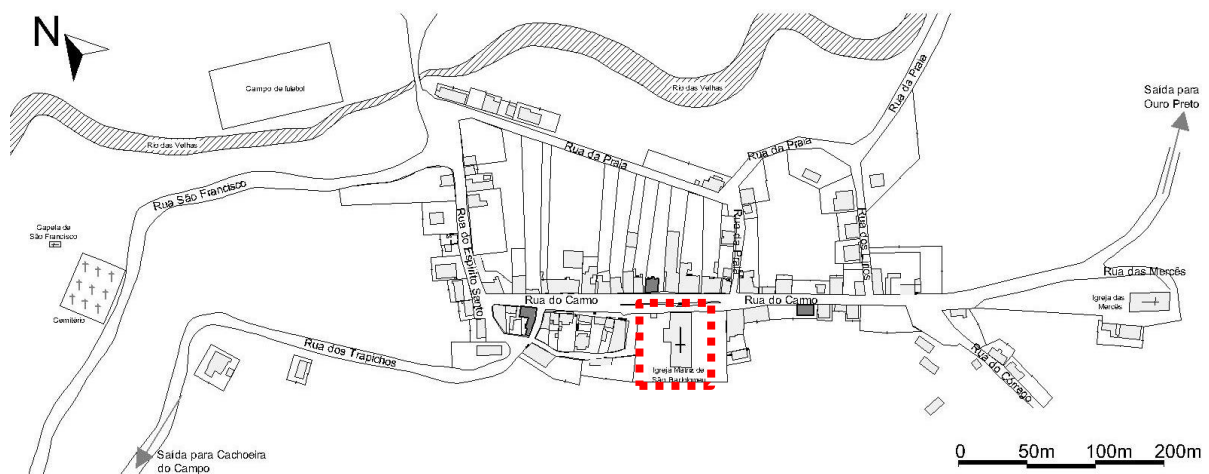 N
Campo de futebol
Rio das Velhas
Rio das Velhas
Rua da Praia
Saída para
Ouro Preto
Rua da Praia
Rua da Praia
Rua São Francisco
Capela de
São Francisco
Cemitério
Rua do Espírito Santo
Rua da Praia
Rua dos Lírios
Rua das Mercês
Igreja das
Mercês
Rua do Carmo
Rua do Carmo
Rua dos Trapichos
Igreja Matriz de
São Bartolomeu
Rua do Córrego
Saída para Cachoeira
do Campo
0 50m 100m 200m